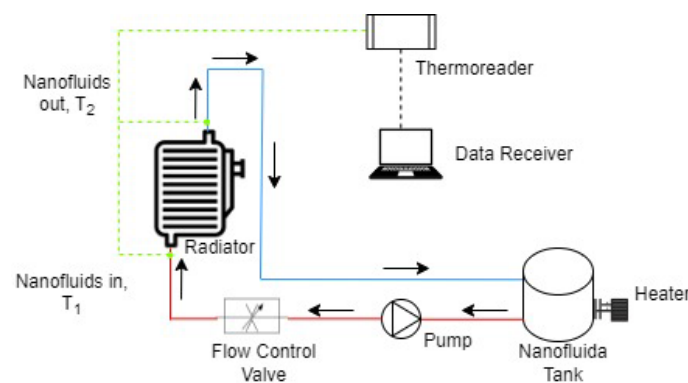 Thermoreader
Nanofluids
out, T2
Data Receiver
Radiator
Nanofluids in,
T1
Heater
Flow Control
Valve
Pump
Nanofluida
Tank